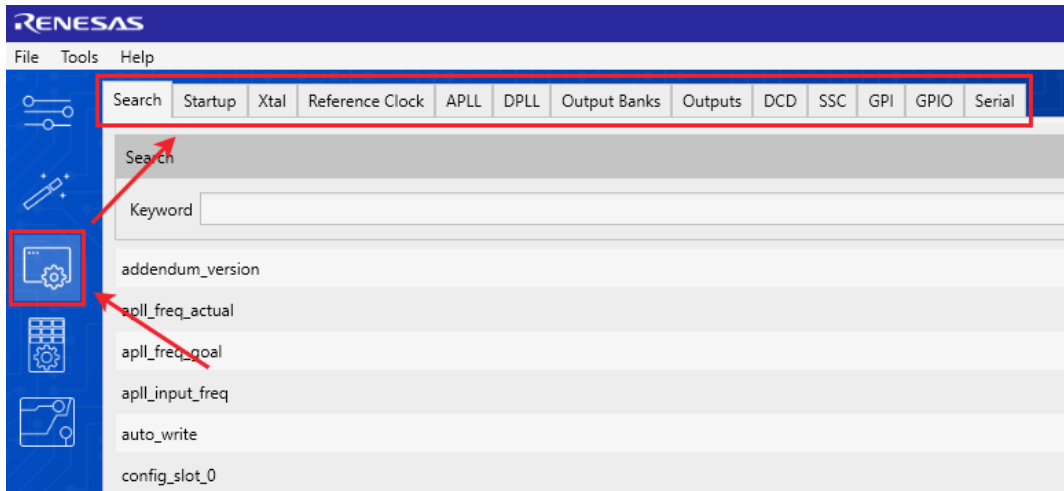 RENESAS
File Tools Help
Search Startup Xtal Reference Clock APLL DPLL Output Banks Outputs DCD SSC GPI GPIO Serial
Search
Keyword
addendum_version
apll_freq_actual
apll_freq_goal
apll_input_freq
auto_write
config_slot_0